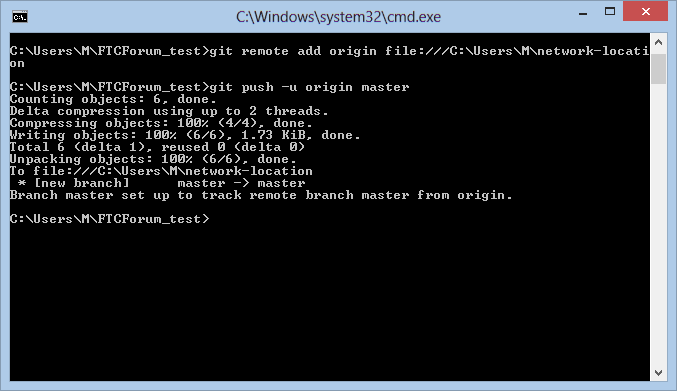 C:\Windows\system32\cmd.exe
C:\Users\M\FTCForum_test>git remote add origin file:///C:\Users\M\network-locati
on
C:\Users\M\FTCForum_test>git push -u origin master
Counting objects: 6, done.
Delta compression using up to 2 threads.
Compressing objects: 100% (4/4), done.
Writing objects: 100% (6/6), 1.73 KiB, done.
Total 6 (delta 1), reused 0 (delta 0)
Unpacking objects: 100% (6/6), done.
To file:///C:\Users\M\network-location
 * [new branch]      master -> master
Branch master set up to track remote branch master from origin.
C:\Users\M\FTCForum_test>